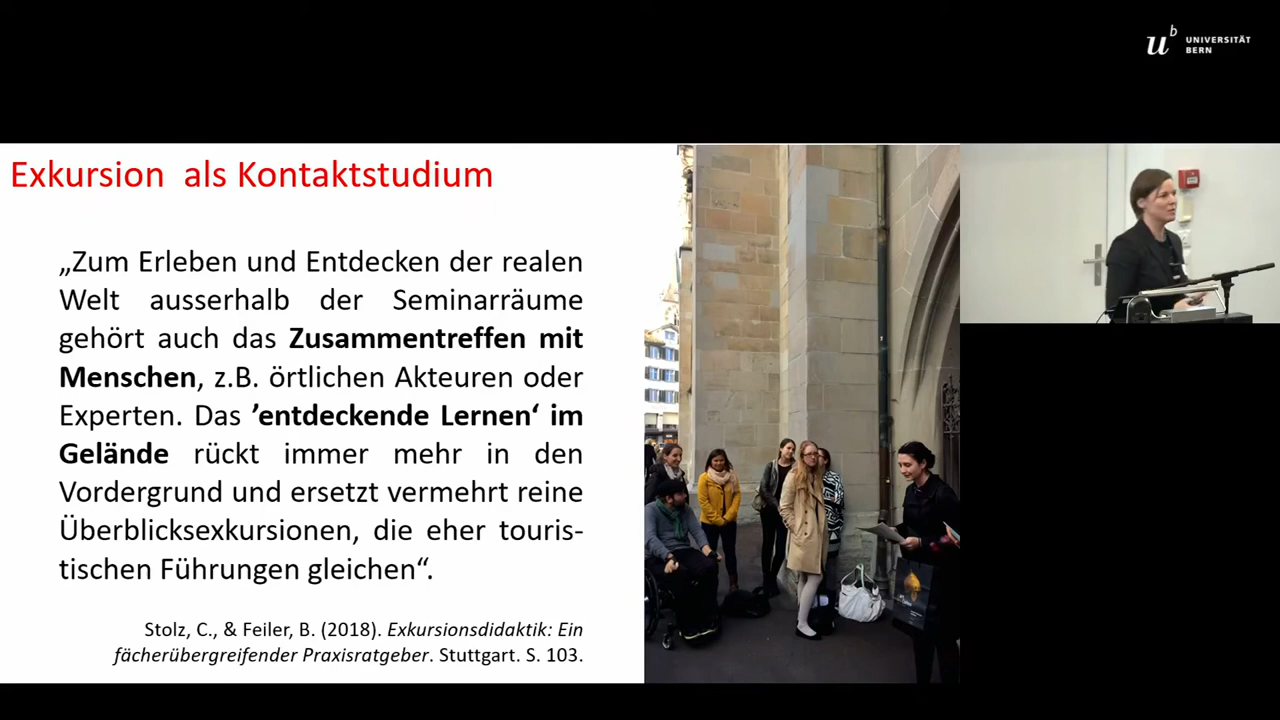 u^b UNIVERSITÄT
BERN
Exkursion als Kontaktstudium
„Zum Erleben und Entdecken der realen
Welt ausserhalb der Seminarräume
gehört auch das Zusammentreffen mit
Menschen, z.B. örtlichen Akteuren oder
Experten. Das ’entdeckende Lernen‘ im
Gelände rückt immer mehr in den
Vordergrund und ersetzt vermehrt reine
Überblicksexkursionen, die eher touris-
tischen Führungen gleichen“.
Stolz, C., & Feiler, B. (2018). Exkursionsdidaktik: Ein
fächerübergreifender Praxisratgeber. Stuttgart. S. 103.